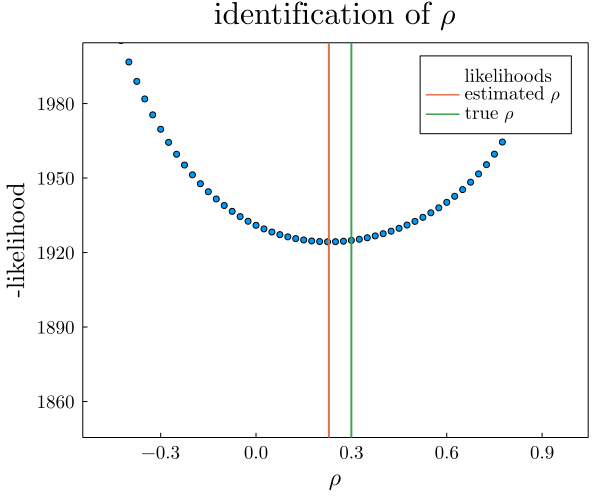 identification of ρ
likelihoods
estimated ρ
true ρ
-likelihood
1980
1950
1920
1890
1860
−0.3 0.0 0.3 0.6 0.9
ρ